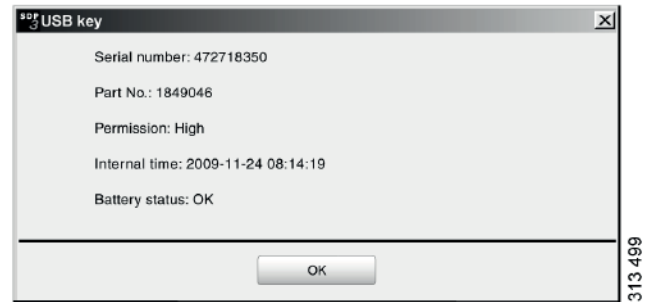 SDP3 USB key
Serial number: 472718350
Part No.: 1849046
Permission: High
Internal time: 2009-11-24 08:14:19
Battery status: OK
OK
313 499